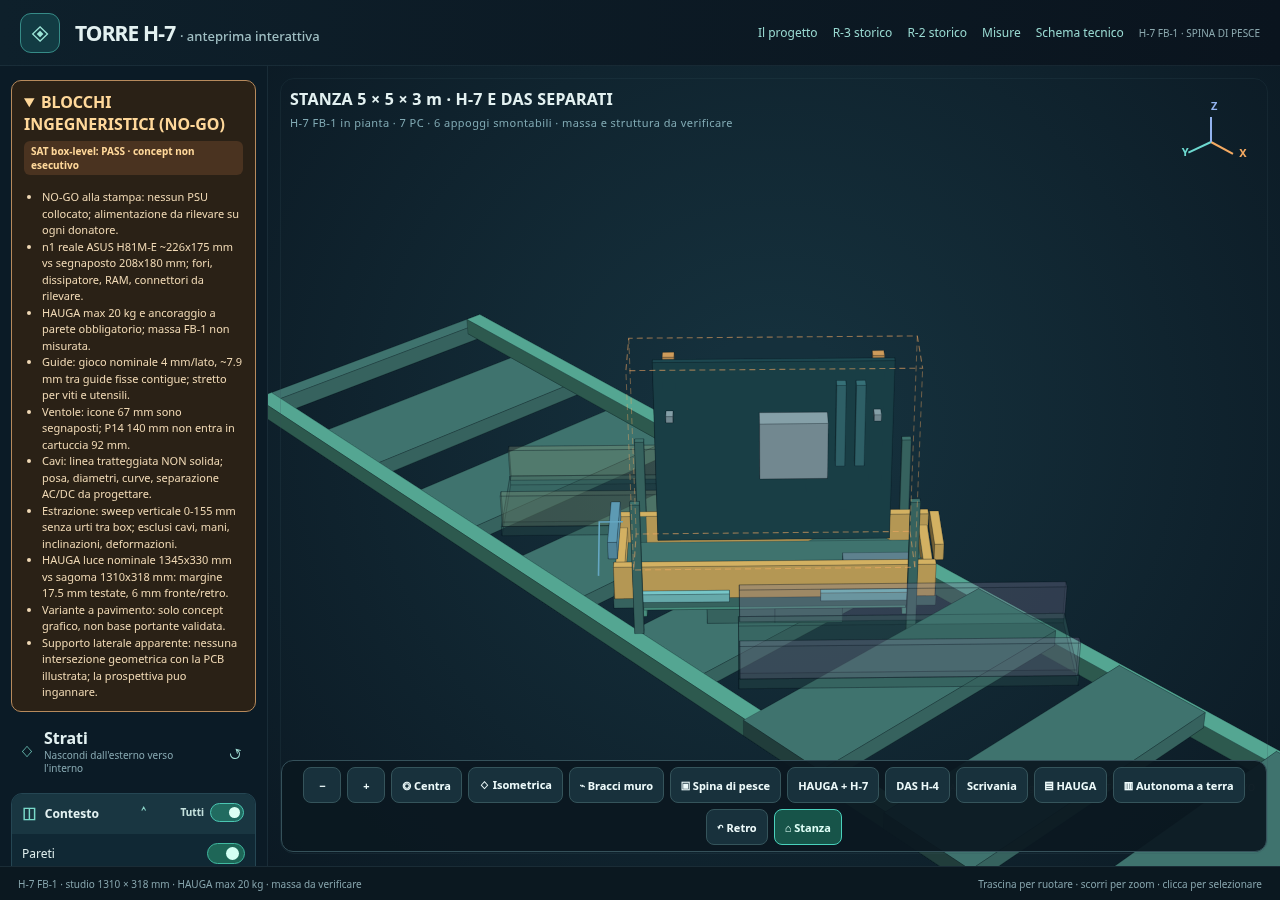 TORRE H-7 · anteprima interattiva
Il progetto R-3 storico R-2 storico Misure Schema tecnico H-7 FB-1 · SPINA DI PESCE
▼ BLOCCHI
INGEGNERISTICI (NO-GO)
SAT box-level: PASS · concept non
esecutivo
• NO-GO alla stampa: nessun PSU
collocato; alimentazione da rilevare su
ogni donatore.
• n1 reale ASUS H81M-E ~226x175 mm
vs segnaposto 208x180 mm; fori,
dissipatore, RAM, connettori da
rilevare.
• HAUGA max 20 kg e ancoraggio a
parete obbligatorio; massa FB-1 non
misurata.
• Guide: gioco nominale 4 mm/lato, ~7.9
mm tra guide fisse contigue; stretto
per viti e utensili.
• Ventole: icone 67 mm sono
segnaposti; P14 140 mm non entra in
cartuccia 92 mm.
• Cavi: linea tratteggiata NON solida;
posa, diametri, curve, separazione
AC/DC da progettare.
• Estrazione: sweep verticale 0-155 mm
senza urti tra box; esclusi cavi, mani,
inclinazioni, deformazioni.
• HAUGA luce nominale 1345x330 mm
vs sagoma 1310x318 mm: margine
17.5 mm testate, 6 mm fronte/retro.
• Variante a pavimento: solo concept
grafico, non base portante validata.
• Supporto laterale apparente: nessuna
intersezione geometrica con la PCB
illustrata; la prospettiva puo
ingannare.
Strati
Nascondi dall'esterno verso
l'interno
Contesto
Tutti
Pareti
STANZA 5 × 5 × 3 m · H-7 E DAS SEPARATI
H-7 FB-1 in pianta · 7 PC · 6 appoggi smontabili · massa e struttura da verificare
Z
Y
X
− + Centra Isometrica Bracci muro Spina di pesce HAUGA + H-7 DAS H-4 Scrivania HAUGA Autonoma a terra
Retro Stanza
H-7 FB-1 · studio 1310 × 318 mm · HAUGA max 20 kg · massa da verificare
Trascina per ruotare · scorri per zoom · clicca per selezionare